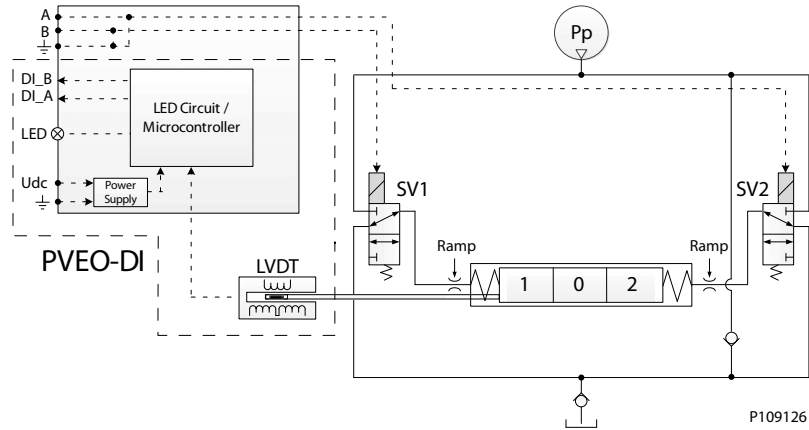 A
B
DI_B
DI_A
LED
Udc
LED Circuit /
Microcontroller
Power
Supply
PVEO-DI
LVDT
Pp
SV1
SV2
Ramp
Ramp
1 0 2
P109126